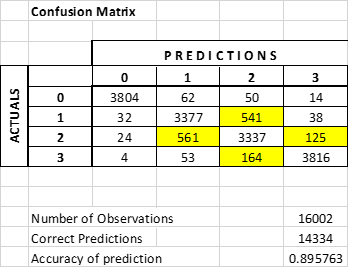 Confusion Matrix
PREDICTIONS
0 1 2 3
ACTUALS
0 3804 62 50 14
1 32 3377 541 38
2 24 561 3337 125
3 4 53 164 3816
Number of Observations 16002
Correct Predictions 14334
Accuracy of prediction 0.895763